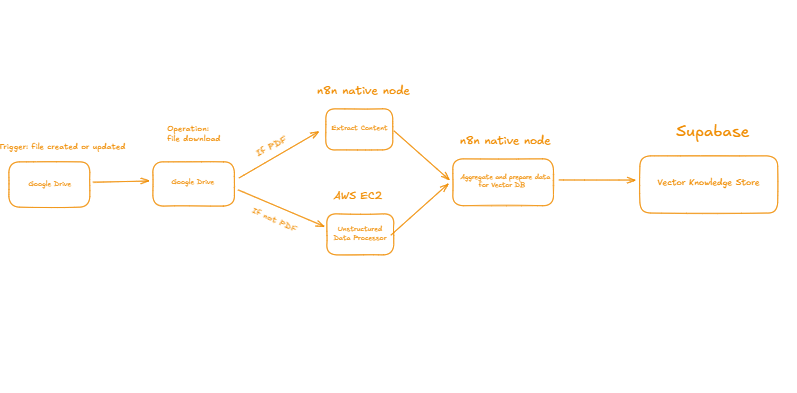 Trigger: file created or updated
Google Drive
Operation:
file download
Google Drive
If PDF
If not PDF
n8n native node
Extract Content
AWS EC2
Unstructured
Data Processor
n8n native node
Aggregate and prepare data
for Vector DB
Supabase
Vector Knowledge Store